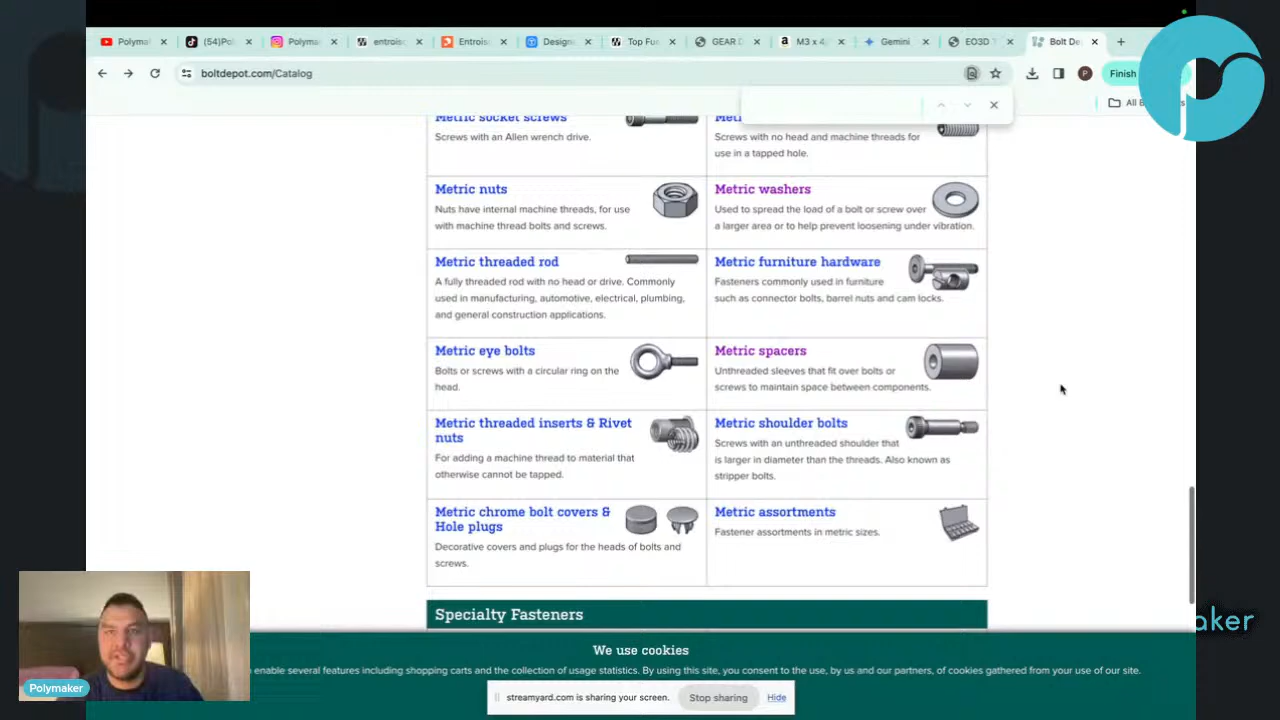 Polymal
(54)Pol
Polyma
entrois
Entrois
Design
Top Fu
GEAR D
M3 x 4
Gemini
EO3D T
Bolt De
boltdepot.com/Catalog
Finish
All B
Metric socket screws
Screws with an Allen wrench drive.
Screws with no head and machine threads for
use in a tapped hole.
Metric nuts
Nuts have internal machine threads, for use
with machine thread bolts and screws.
Metric washers
Used to spread the load of a bolt or screw over
a larger area or to help prevent loosening under vibration.
Metric threaded rod
A fully threaded rod with no head or drive. Commonly
used in manufacturing, automotive, electrical, plumbing,
and general construction applications.
Metric furniture hardware
Fasteners commonly used in furniture
such as connector bolts, barrel nuts and cam locks.
Metric eye bolts
Bolts or screws with a circular ring on the
head.
Metric spacers
Unthreaded sleeves that fit over bolts or
screws to maintain space between components.
Metric threaded inserts & Rivet
nuts
For adding a machine thread to material that
otherwise cannot be tapped.
Metric shoulder bolts
Screws with an unthreaded shoulder that
is larger in diameter than the threads. Also known as
stripper bolts.
Metric chrome bolt covers &
Hole plugs
Decorative covers and plugs for the heads of bolts and
screws.
Metric assortments
Fastener assortments in metric sizes.
Specialty Fasteners
We use cookies
enable several features including shopping carts and the collection of usage statistics. By using this site, you consent to the use, by us and our partners, of cookies gathered from your use of our site.
streamyard.com is sharing your screen.
Stop sharing
Hide
Polymaker
aker